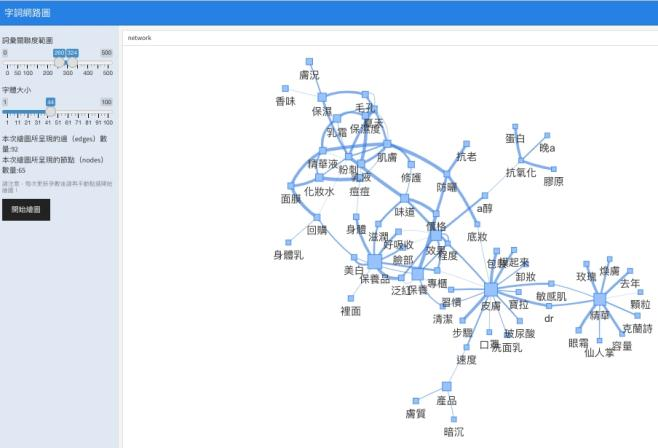 字詞網路圖
詞彙關聯度範圍
0 260 324 500
0 50 100 200 300 400 500
字體大小
1 44 100
1 11 21 31 41 51 61 71 81 91 100
本次繪圖所呈現的邊（edges）數
量:92
本次繪圖所呈現的節點（nodes）
數量:65
開始繪圖
network
膚況
香味
保濕
毛孔
夏天
乳霜
保濕度
蛋白
晚a
精華液
粉刺
肌膚
抗老
抗氧化
膠原
面膜
化妝水
乳液
痘痘
修護
防曬
味道
a醇
回購
身體
滋潤
價格
底妝
身體乳
好吸收
效果
程度
臉部
美白
保養品
泛紅
保養
專櫃
卸妝
裡面
習慣
皮膚
寶拉
敏感肌
玫瑰
煥膚
去年
顆粒
精華
dr
清潔
步驟
口罩
玻尿酸
洗面乳
克蘭詩
容量
眼霜
仙人掌
速度
產品
膚質
暗沉